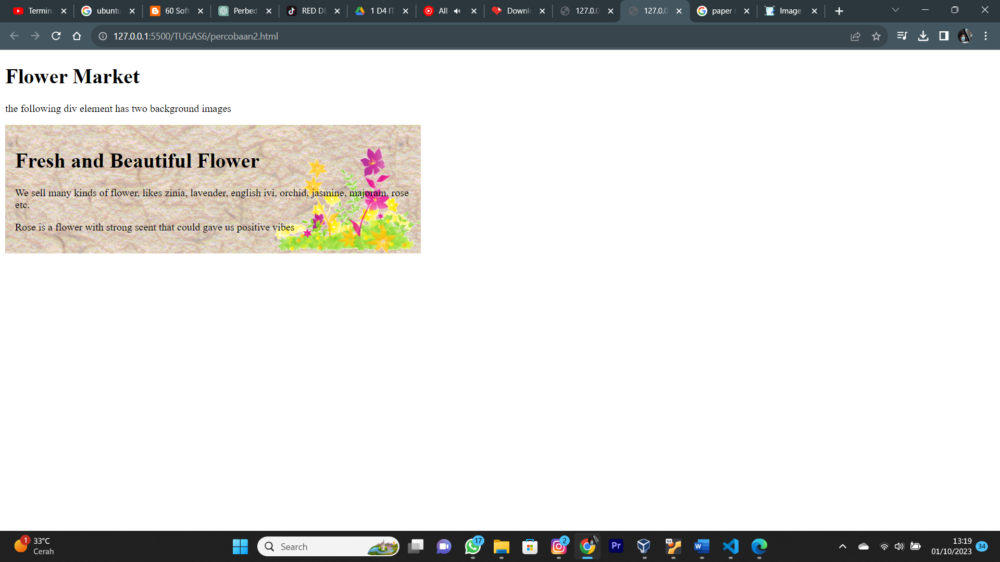 Termin
ubuntu
60 Soft
Perbed
RED DE
1 D4 IT
All
Downlo
127.0.0
127.0.0
paper
Image
127.0.0.1:5500/TUGAS6/percobaan2.html
Flower Market
the following div element has two background images
Fresh and Beautiful Flower
We sell many kinds of flower, likes zinia, lavender, english ivi, orchid, jasmine, majoram, rose
etc.
Rose is a flower with strong scent that could gave us positive vibes
1
33°C
Cerah
Search
17
2
Pr
64
W
13:19
01/10/2023
34